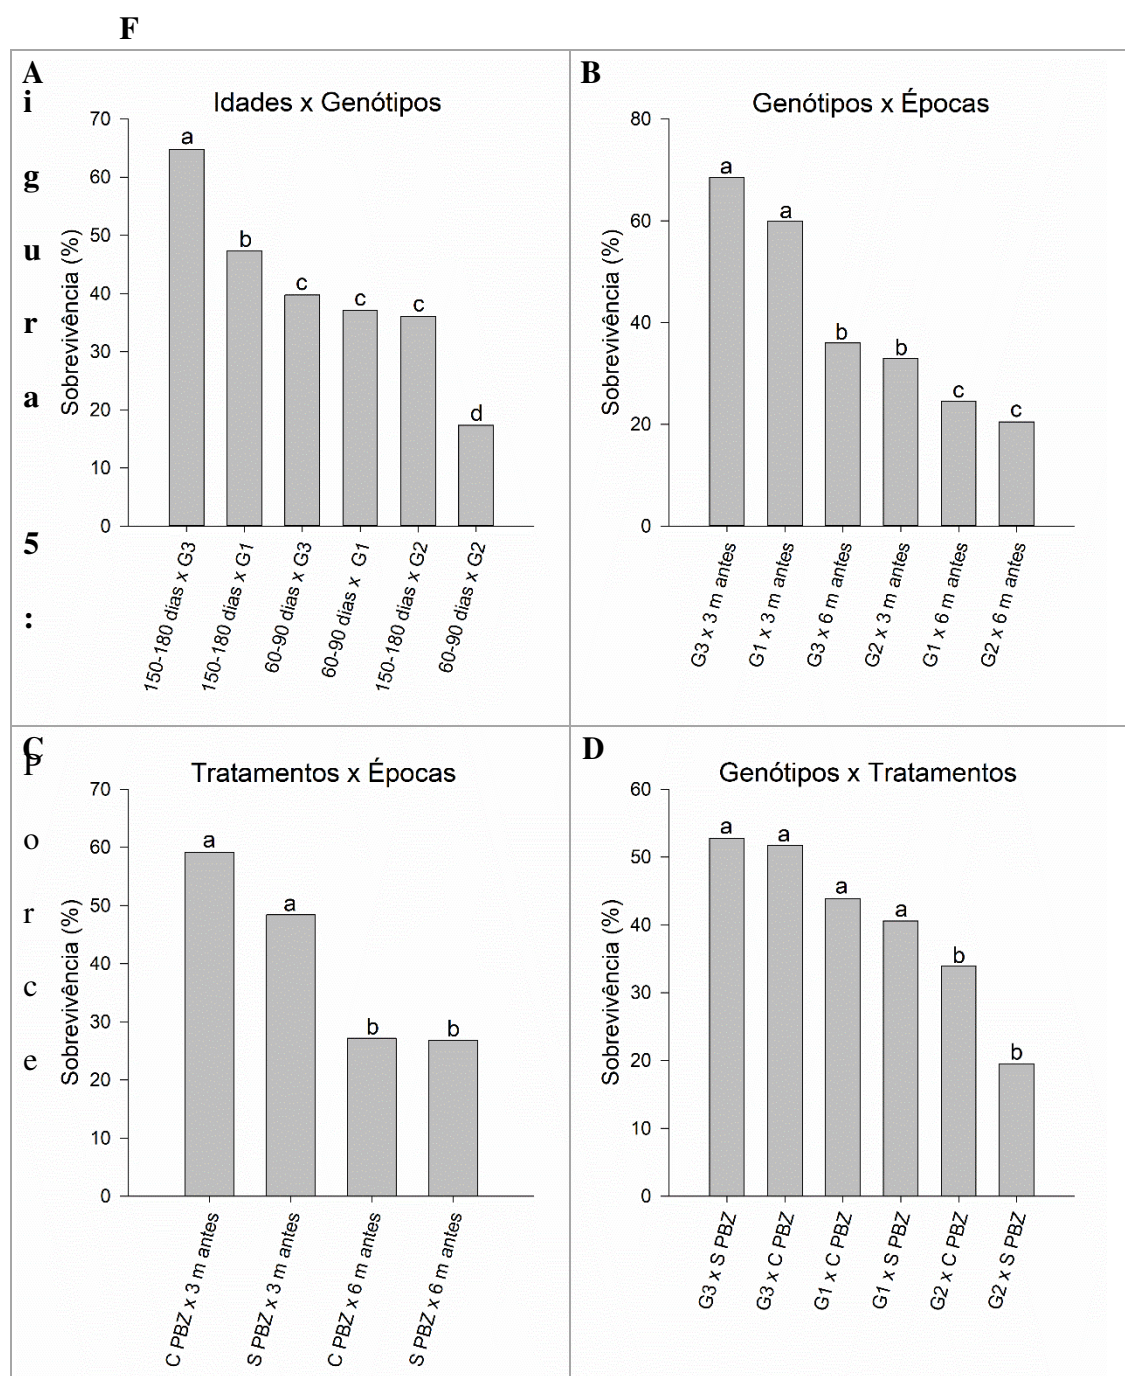 F
i
g
u
r
a
5
:
P
o
r
c
e
A
Idades x Genótipos
Sobrevivência (%)
70
60
50
40
30
20
10
0
a
b
c
c
c
d
150-180 dias x G3
150-180 dias x G1
60-90 dias x G3
60-90 dias x G1
150-180 dias x G2
60-90 dias x G2
B
Genótipos x Épocas
Sobrevivência (%)
80
60
40
20
0
a
a
b
b
c
c
G3 x 3 m antes
G1 x 3 m antes
G3 x 6 m antes
G2 x 3 m antes
G1 x 6 m antes
G2 x 6 m antes
C
Tratamentos x Épocas
Sobrevivência (%)
70
60
50
40
30
20
10
0
a
a
b
b
C PBZ x 3 m antes
S PBZ x 3 m antes
C PBZ x 6 m antes
S PBZ x 6 m antes
D
Genótipos x Tratamentos
Sobrevivência (%)
60
50
40
30
20
10
0
a
a
a
a
b
b
G3 x S PBZ
G3 x C PBZ
G1 x C PBZ
G1 x S PBZ
G2 x C PBZ
G2 x S PBZ